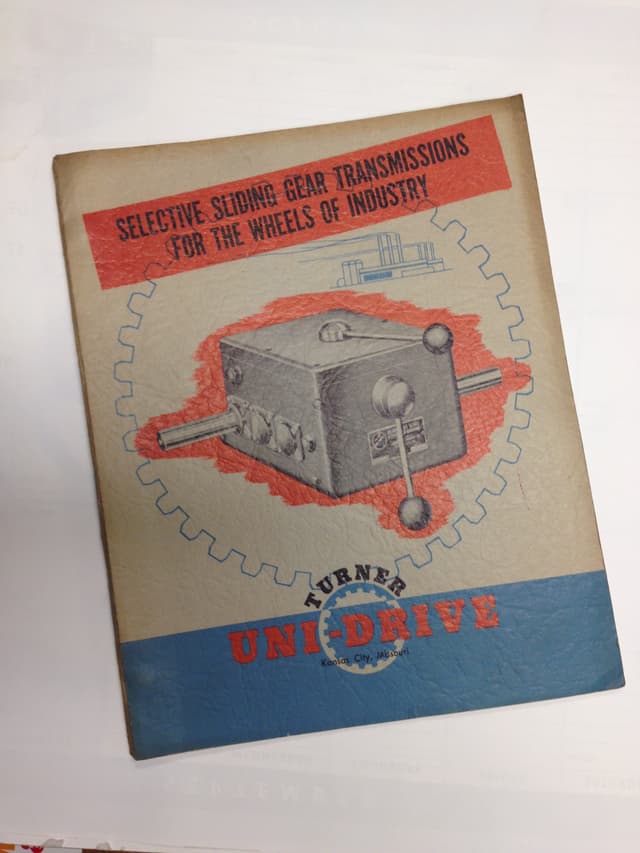 SELECTIVE SLIDING GEAR TRANSMISSIONS
FOR THE WHEELS OF INDUSTRY
TURNER
UNI-DRIVE
Kansas City, Missouri